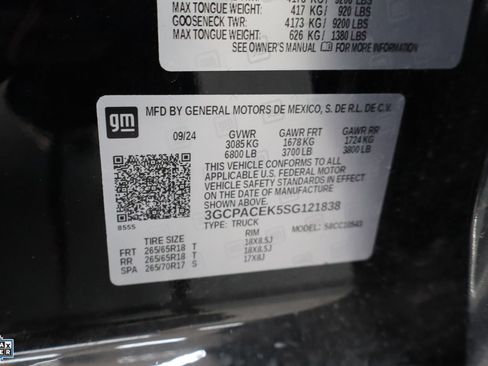 4173 KG / 9200 LBS
MAX TONGUE WEIGHT: 417 KG / 920 LBS
GOOSENECK TWR: 4173 KG / 9200 LBS
MAX TONGUE WEIGHT: 626 KG / 1380 LBS
SEE OWNER'S MANUAL FOR MORE INFORMATION
gm
MFD BY GENERAL MOTORS DE MEXICO, S. DE R.L. DE C.V.
09/24 GVWR GAWR FRT GAWR RR
3085 KG 1678 KG 1724 KG
6800 LB 3700 LB 3800 LB
THIS VEHICLE CONFORMS TO ALL
APPLICABLE U.S. FEDERAL MOTOR
VEHICLE SAFETY STANDARDS IN EFFECT
ON THE DATE OF MANUFACTURE
3GCPACEK5SG121838
TYPE: TRUCK
TIRE SIZE RIM
FRT 265/65R18 T 18X8.5J
RR 265/65R18 T 18X8.5J
SPA 265/70R17 S 17X8J